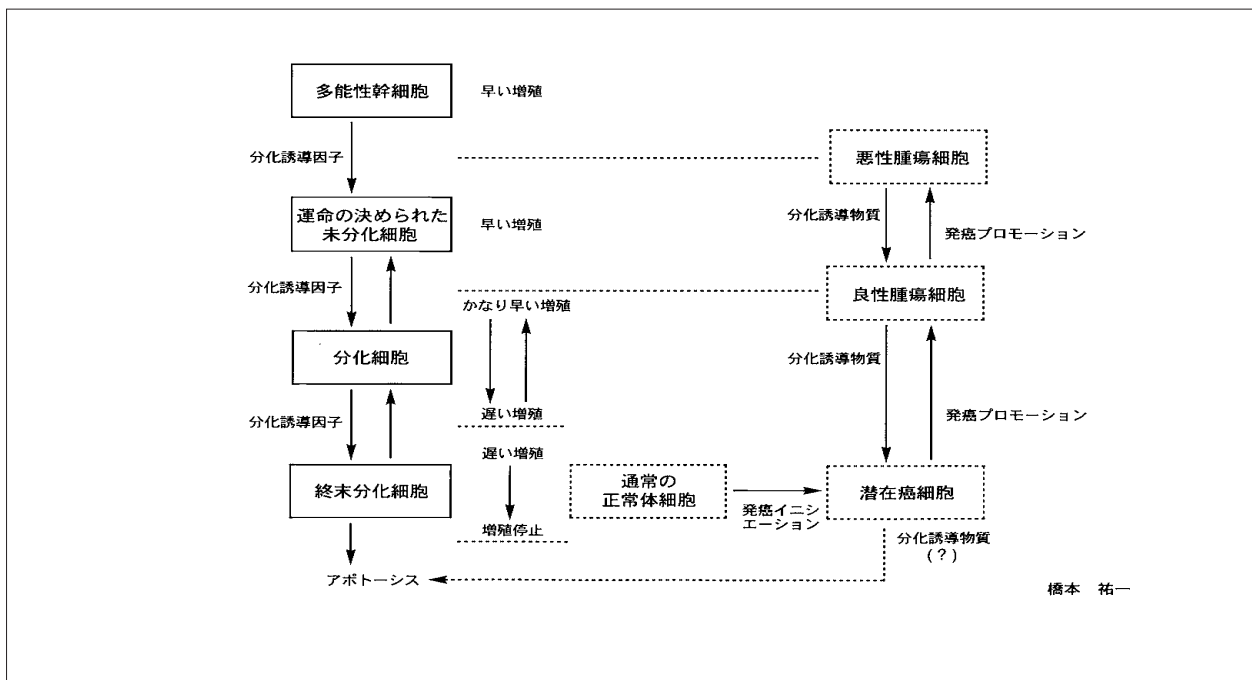 多能性幹細胞
早い増殖
分化誘導因子
悪性腫瘍細胞
運命の決められた
未分化細胞
早い増殖
分化誘導物質
発癌プロモーション
分化誘導因子
かなり早い増殖
良性腫瘍細胞
分化細胞
分化誘導物質
分化誘導因子
遅い増殖
発癌プロモーション
遅い増殖
終末分化細胞
通常の
正常体細胞
発癌イニシ
エーション
潜在癌細胞
増殖停止
分化誘導物質
(?)
アポトーシス
橋本 祐一